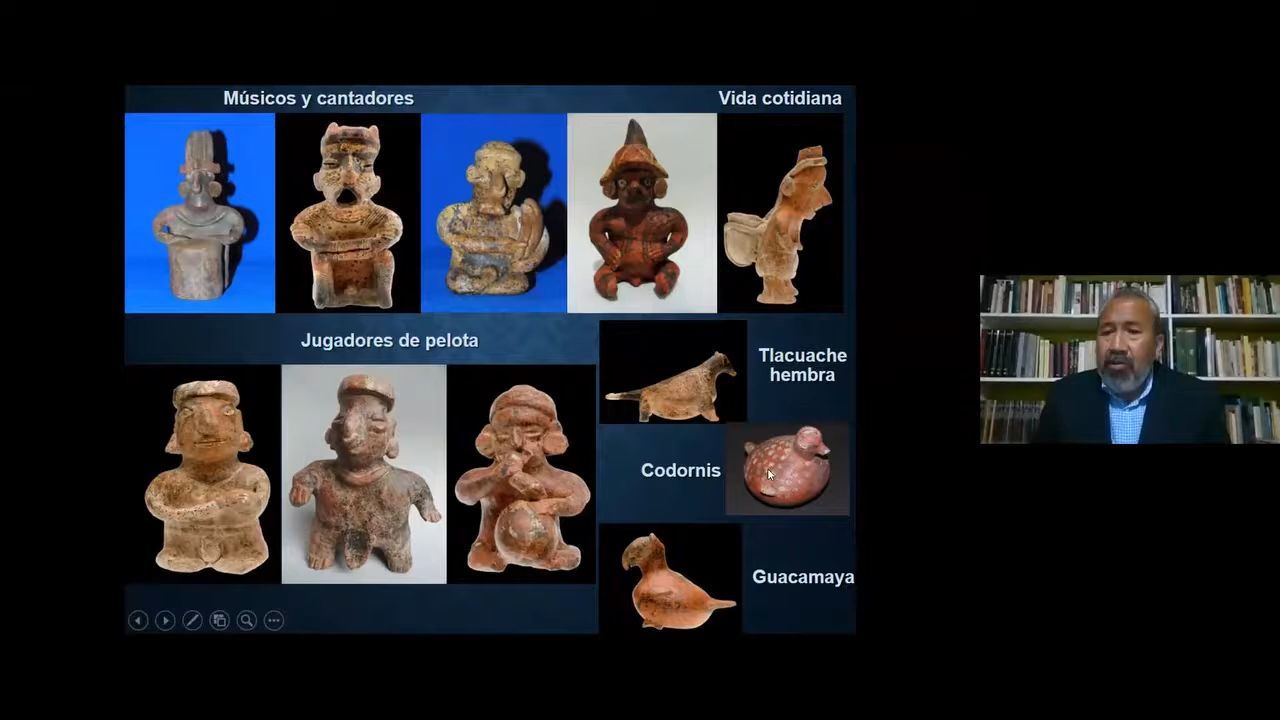 Músicos y cantadores
Vida cotidiana
Jugadores de pelota
Tlacuache
hembra
Codornis
Guacamaya